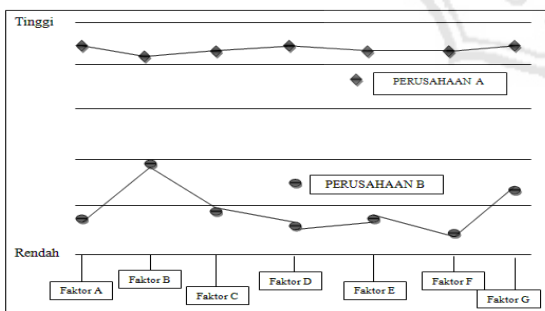 Tinggi
PERUSAHAAN A
PERUSAHAAN B
Rendah
Faktor A
Faktor B
Faktor C
Faktor D
Faktor E
Faktor F
Faktor G